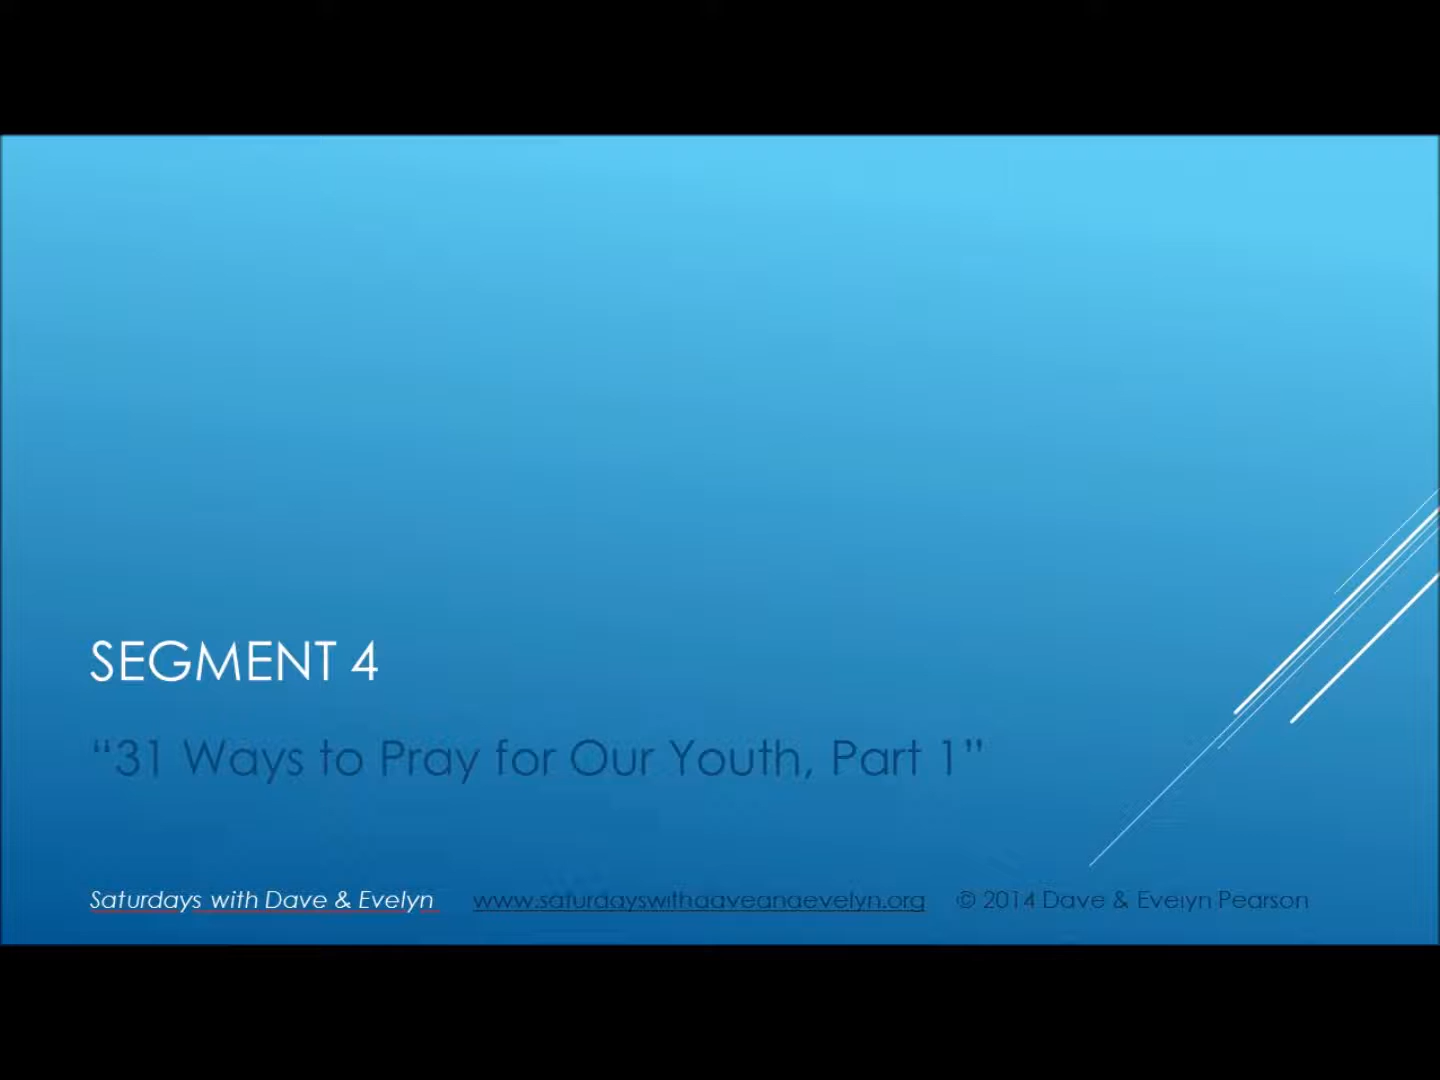 SEGMENT 4
“31 Ways to Pray for Our Youth, Part 1”
Saturdays with Dave & Evelyn www.saturdayswithdaveandevelyn.org © 2014 Dave & Evelyn Pearson